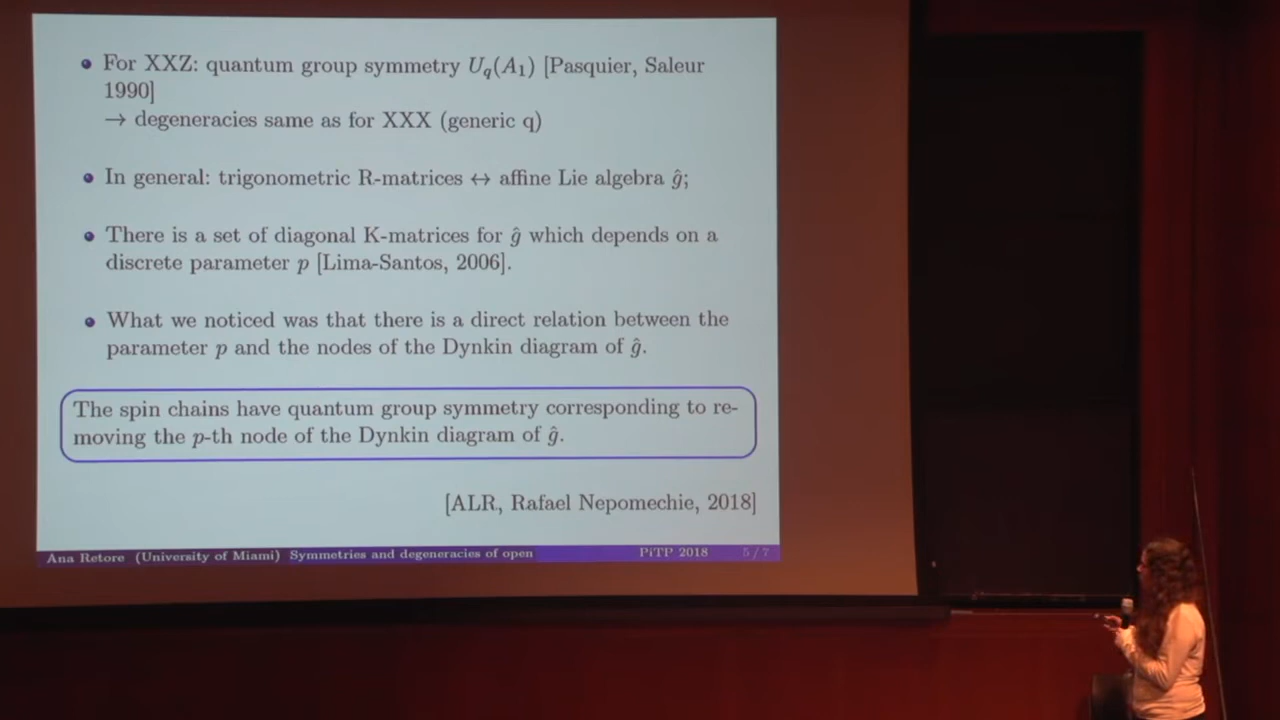 For XXZ: quantum group symmetry U_q(A_1) [Pasquier, Saleur
1990]
→ degeneracies same as for XXX (generic q)
In general: trigonometric R-matrices ↔ affine Lie algebra ĝ;
There is a set of diagonal K-matrices for ĝ which depends on a
discrete parameter p [Lima-Santos, 2006].
What we noticed was that there is a direct relation between the
parameter p and the nodes of the Dynkin diagram of ĝ.
The spin chains have quantum group symmetry corresponding to re-
moving the p-th node of the Dynkin diagram of ĝ.
[ALR, Rafael Nepomechie, 2018]
Ana Retore (University of Miami) Symmetries and degeneracies of open PiTP 2018 5 / 7